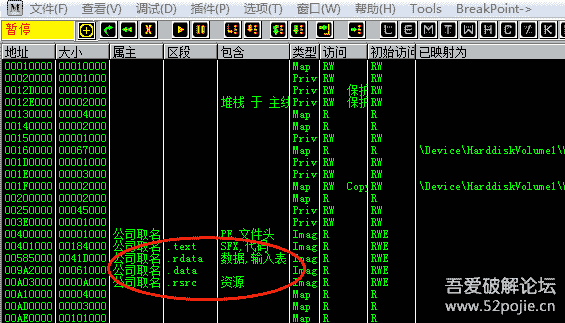 M 文件(F) 查看(V) 调试(D) 插件(P) 选项(T) 窗口(W) 帮助(H) Tools BreakPoint->
暂停 L E M T W H C P K B
地址 大小 属主 区段 包含 类型 访问 初始访问 已映射为
00010000 00010000 Map RW RW
00020000 00010000 Priv RW RW
0012D000 00001000 Priv RW 保护 RW
0012E000 00002000 堆栈 于 主线 Priv RW 保护 RW
00130000 00004000 Map R R
00140000 00002000 Map R R
00150000 00001000 Priv RW RW
00160000 00067000 Map R R \Device\HarddiskVolume1\
001D0000 00001000 Priv RW RW
001E0000 00003000 Priv RW RW
001F0000 00002000 Map R Copy R \Device\HarddiskVolume1\
00200000 00002000 Map R R
00250000 00045000 Priv RW RW
003E0000 00001000 Priv RW RW
00400000 00001000 公司取名 PE 文件头 Imag R RWE
00401000 00184000 公司取名 .text SFX,代码 Imag R RWE
00585000 0041D000 公司取名 .rdata 数据,输入表 Imag R RWE
009A2000 00061000 公司取名 .data Imag R RWE
00A03000 0000A000 公司取名 .rsrc 资源 Imag R RWE
00A10000 00004000 Map R R
00AD0000 00003000 Map R R
00AE0000 00101000 Map R R
吾爱破解论坛
www.52pojie.cn